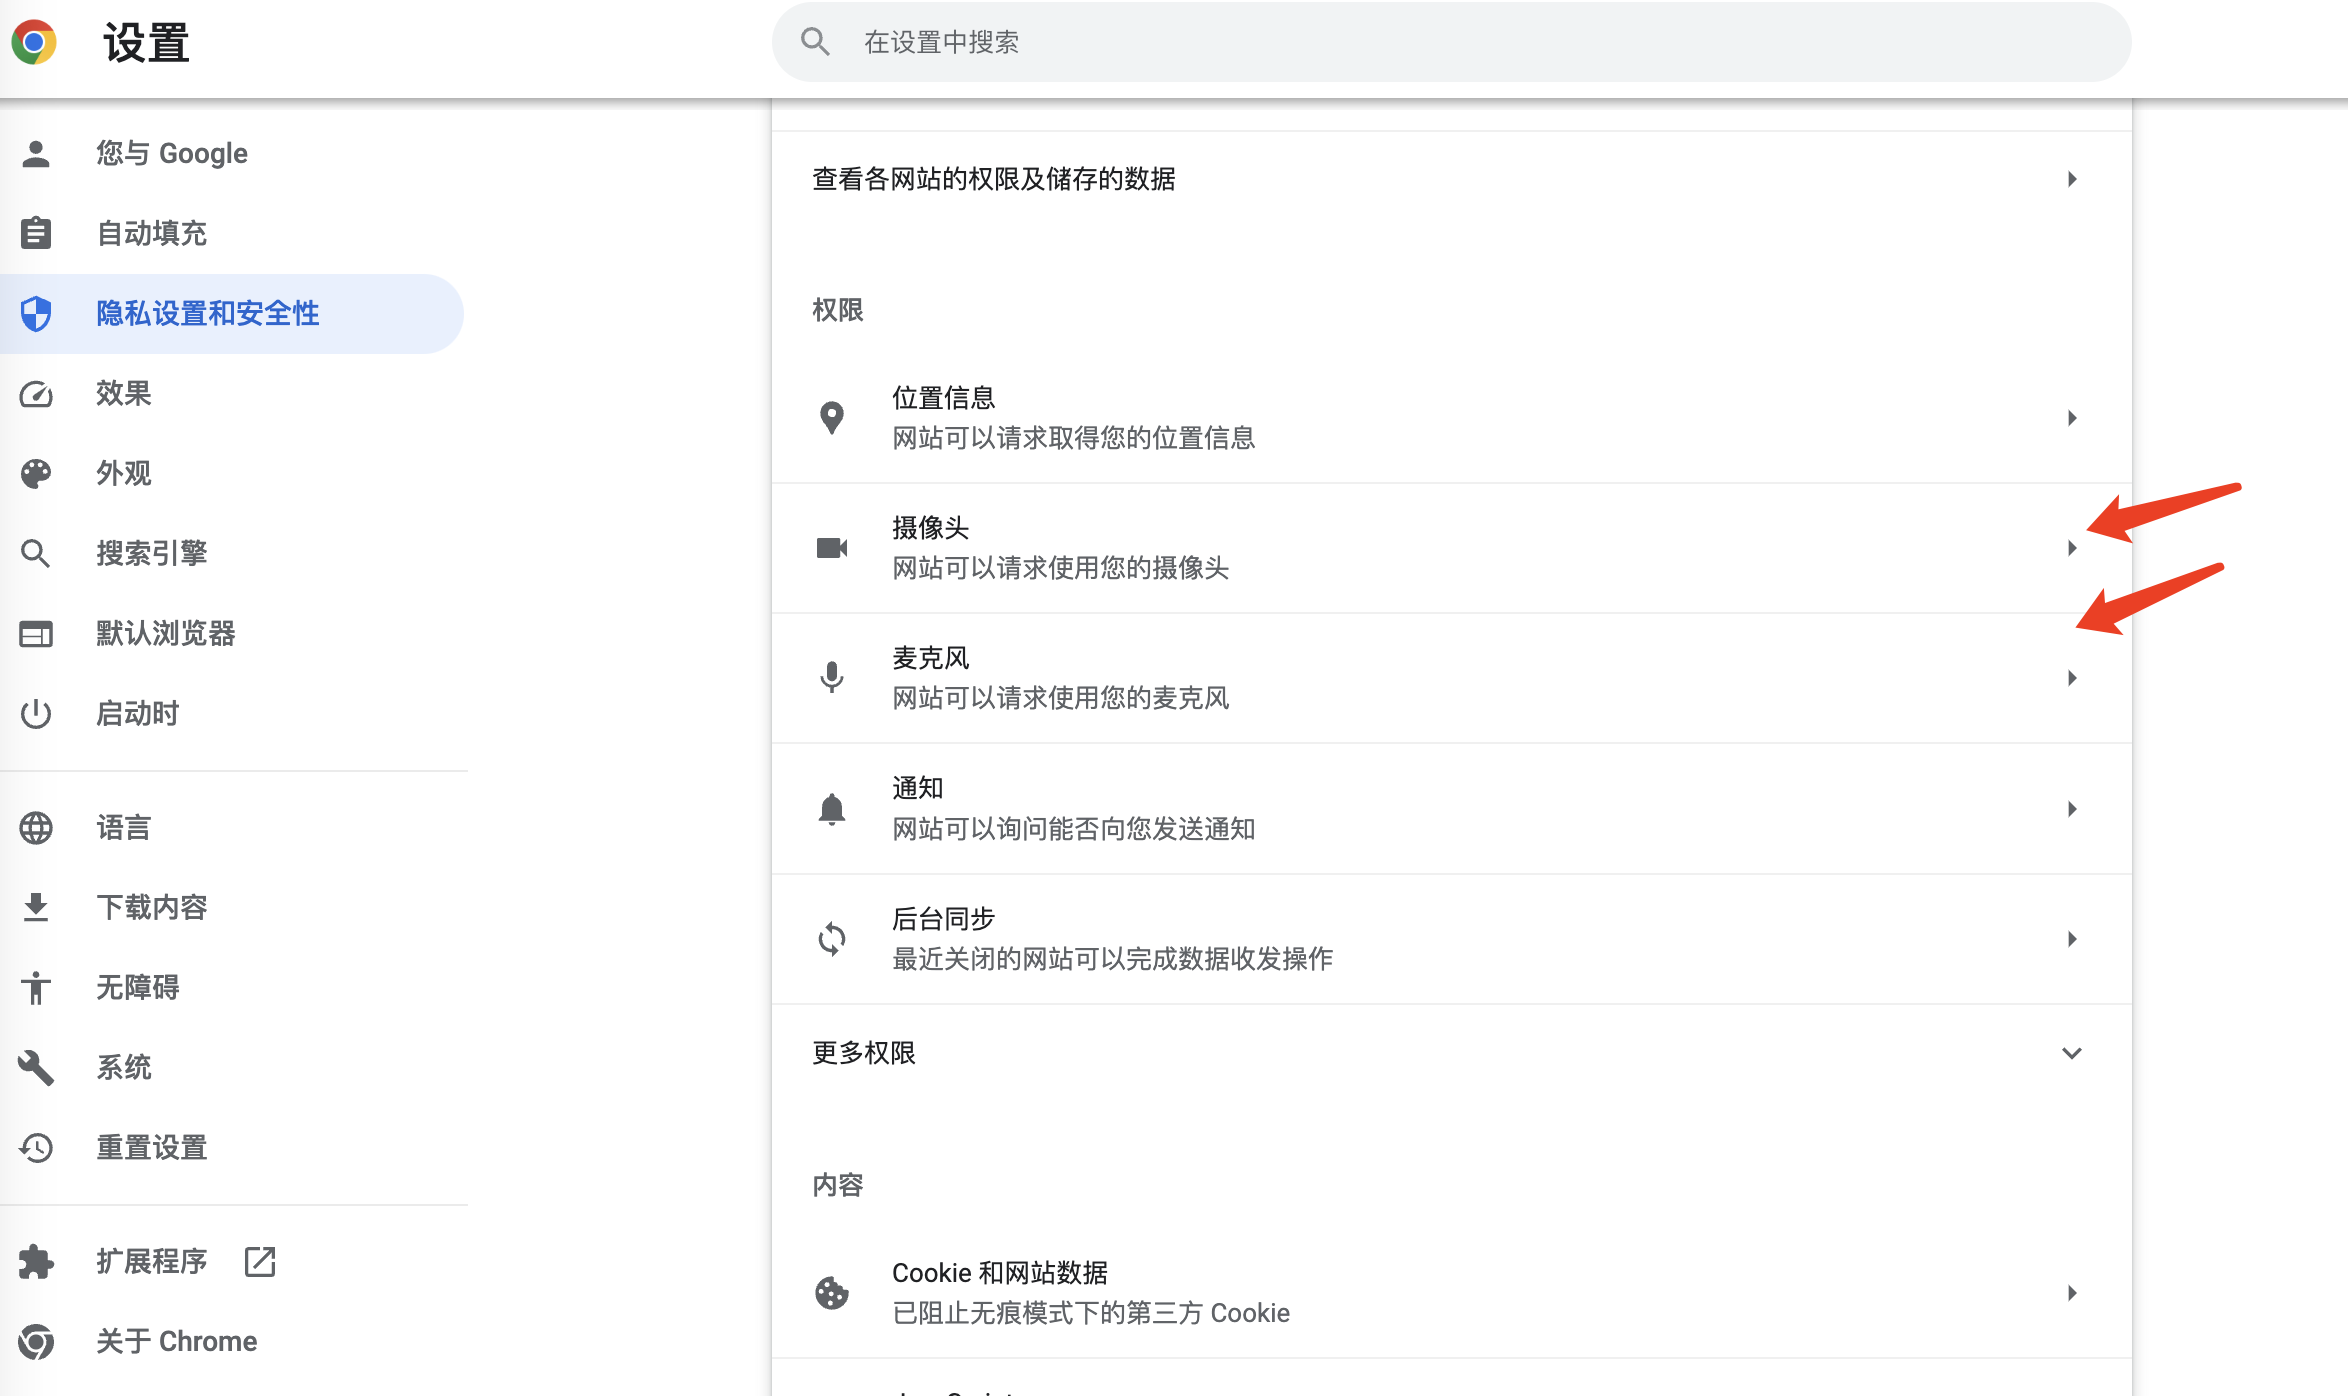 设置
在设置中搜索
您与 Google
自动填充
隐私设置和安全性
效果
外观
搜索引擎
默认浏览器
启动时
语言
下载内容
无障碍
系统
重置设置
扩展程序
关于 Chrome
查看各网站的权限及储存的数据
权限
位置信息
网站可以请求取得您的位置信息
摄像头
网站可以请求使用您的摄像头
麦克风
网站可以请求使用您的麦克风
通知
网站可以询问能否向您发送通知
后台同步
最近关闭的网站可以完成数据收发操作
更多权限
内容
Cookie 和网站数据
已阻止无痕模式下的第三方 Cookie